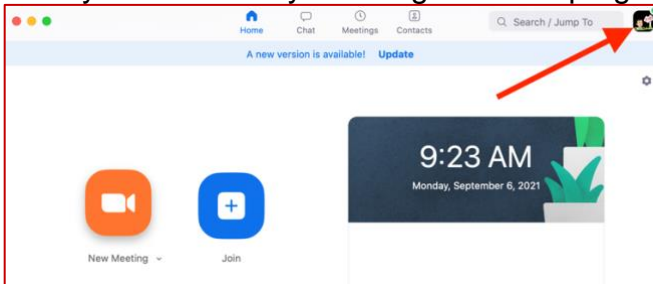 Home Chat Meetings Contacts
Search / Jump To
A new version is available! Update
9:23 AM
Monday, September 6, 2021
New Meeting Join